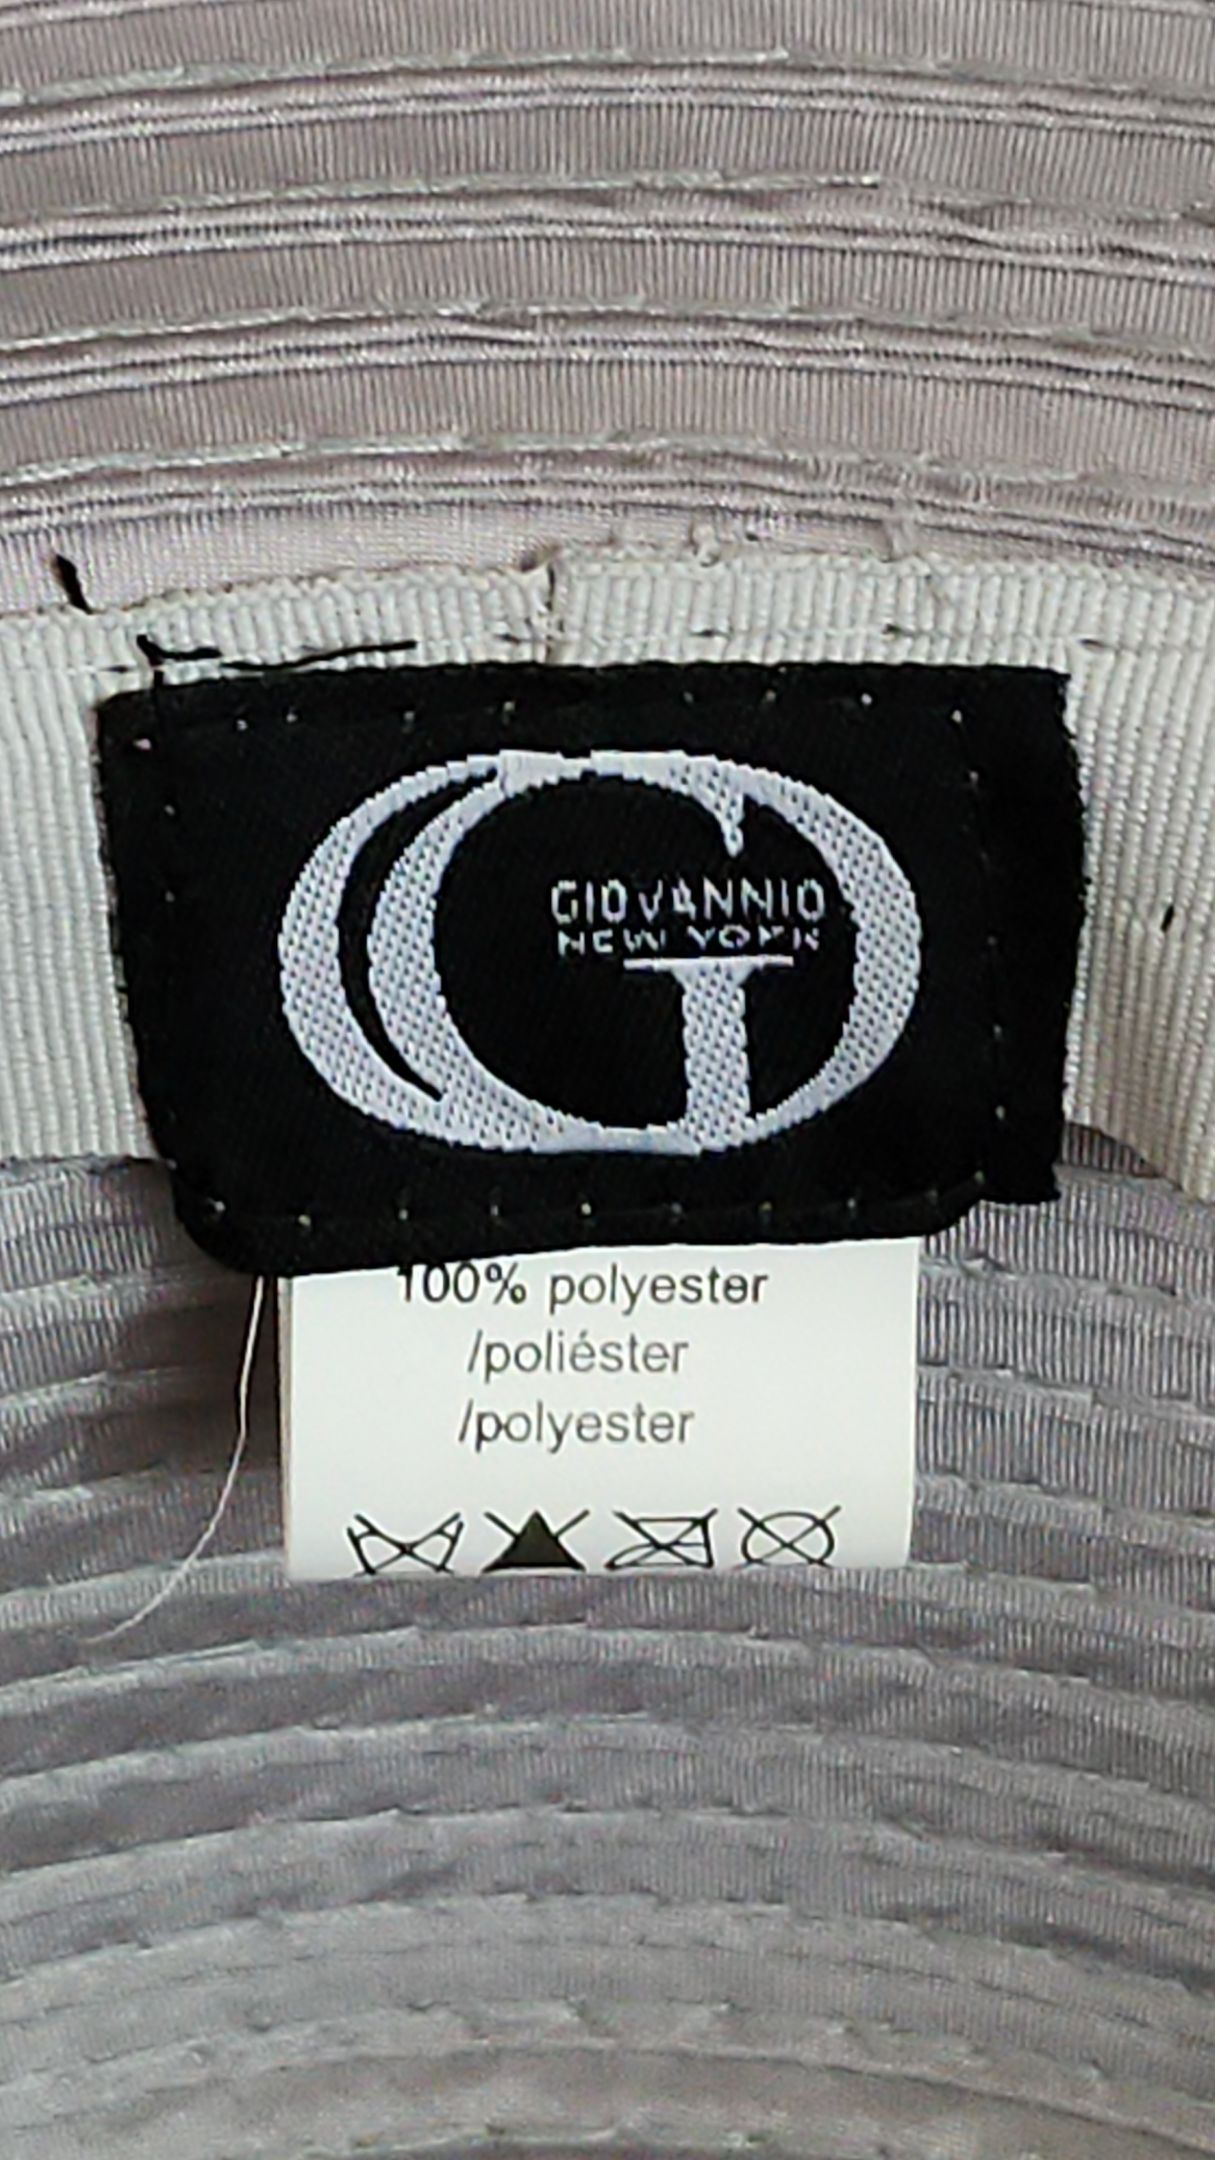 GIOVANNIO
NEW YORK
100% polyester
/poliéster
/polyester